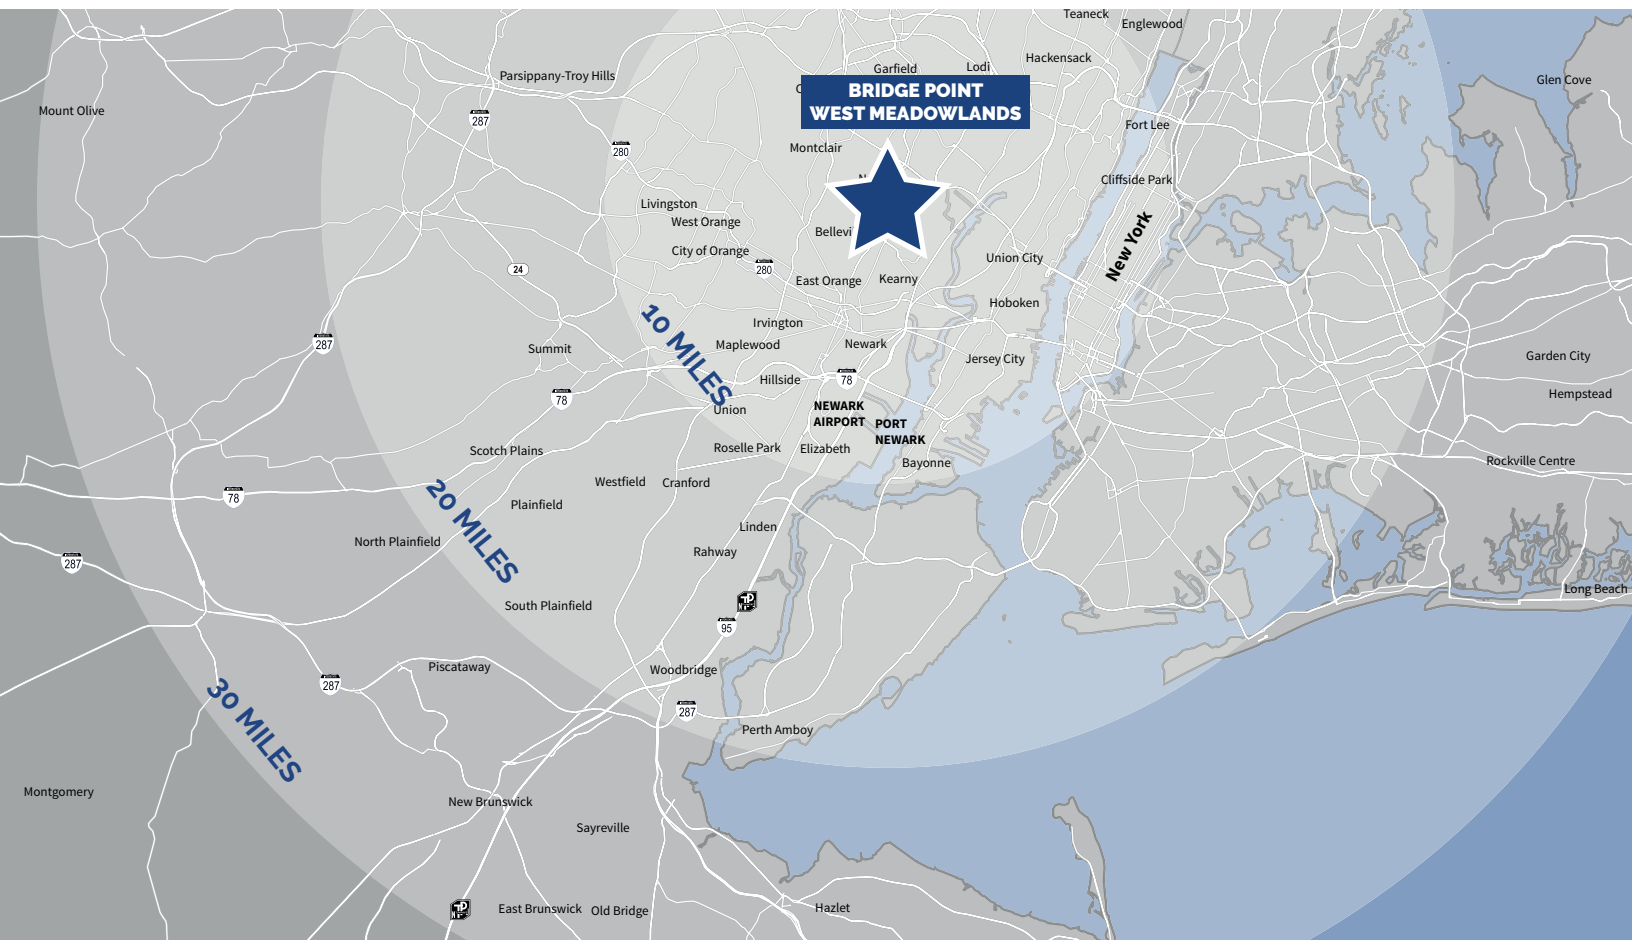 Teaneck
Englewood
Hackensack
Garfield
Lodi
Parsippany-Troy Hills
Glen Cove
Mount Olive
BRIDGE POINT
WEST MEADOWLANDS
287
Fort Lee
280
Montclair
Cliffside Park
Livingston
West Orange
Bellevi
New York
City of Orange
Union City
24
280
East Orange
Kearny
Hoboken
10 MILES
Irvington
287
Summit
Maplewood
Newark
Jersey City
Garden City
Hillside
78
78
Hempstead
Union
NEWARK
AIRPORT
PORT
NEWARK
Scotch Plains
Roselle Park
Elizabeth
Bayonne
Rockville Centre
78
20 MILES
Westfield
Cranford
Plainfield
Linden
North Plainfield
Rahway
287
Long Beach
South Plainfield
95
Piscataway
Woodbridge
287
30 MILES
287
Perth Amboy
Montgomery
New Brunswick
Sayreville
East Brunswick
Old Bridge
Hazlet